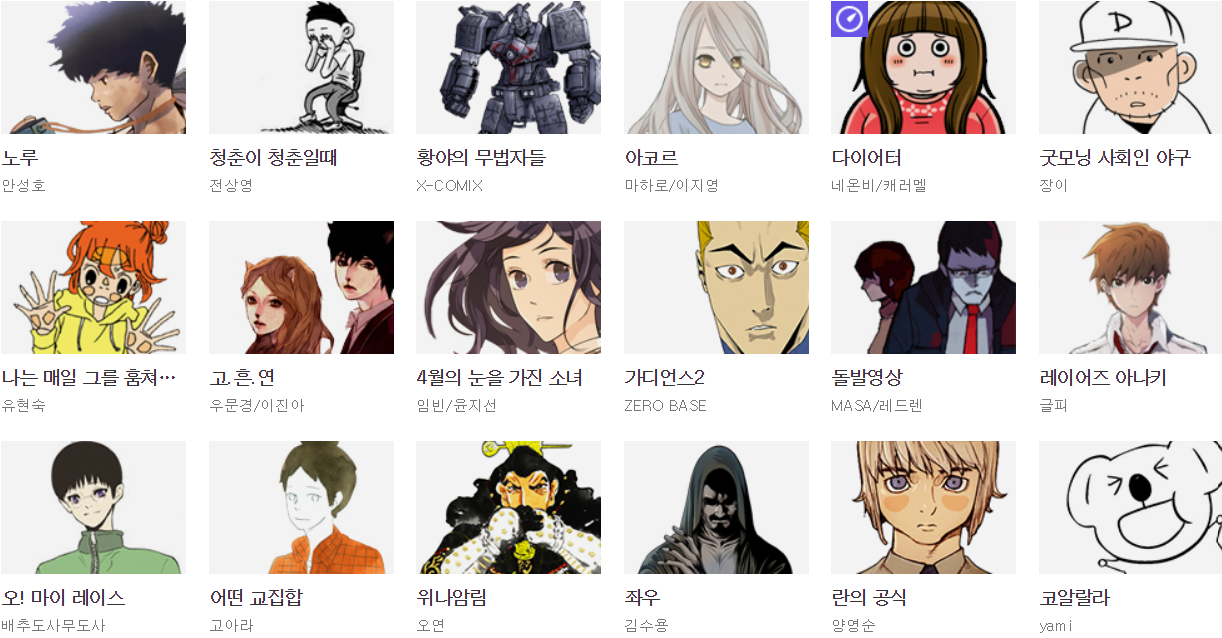 노루
안성호
청춘이 청춘일때
전상영
황야의 무법자들
X-COMIX
아코르
마하로/이지영
다이어터
네온비/캐러멜
D
굿모닝 사회인 야구
장이
나는 매일 그를 훔쳐…
유현숙
고.흔.연
우문경/이진아
4월의 눈을 가진 소녀
임빈/윤지선
가디언스2
ZERO BASE
돌발영상
MASA/레드렌
레이어즈 아나키
글피
오! 마이 레이스
배추도사무도사
어떤 교집합
고아라
위나암림
오연
좌우
김수용
란의 공식
양영순
코알랄라
yami